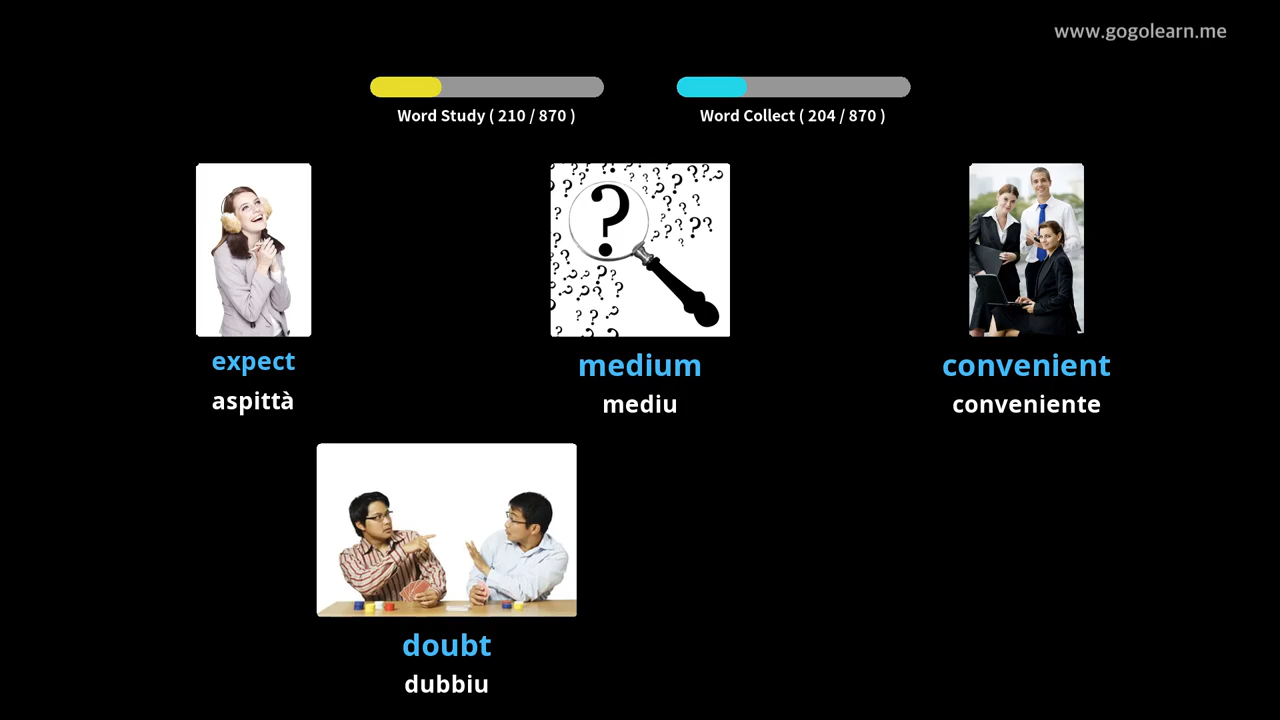 www.gogolearn.me
Word Study ( 210 / 870 )
Word Collect ( 204 / 870 )
expect
aspittà
medium
mediu
convenient
conveniente
doubt
dubbiu